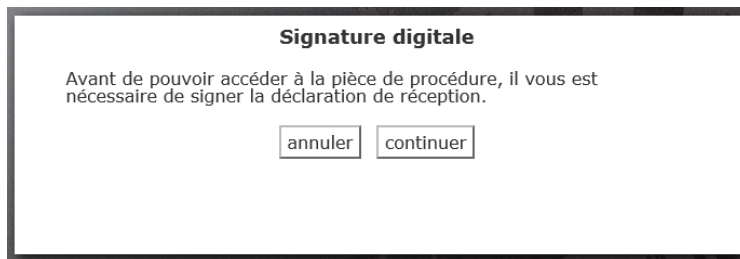 Signature digitale
Avant de pouvoir accéder à la pièce de procédure, il vous est
nécessaire de signer la déclaration de réception.
annuler continuer